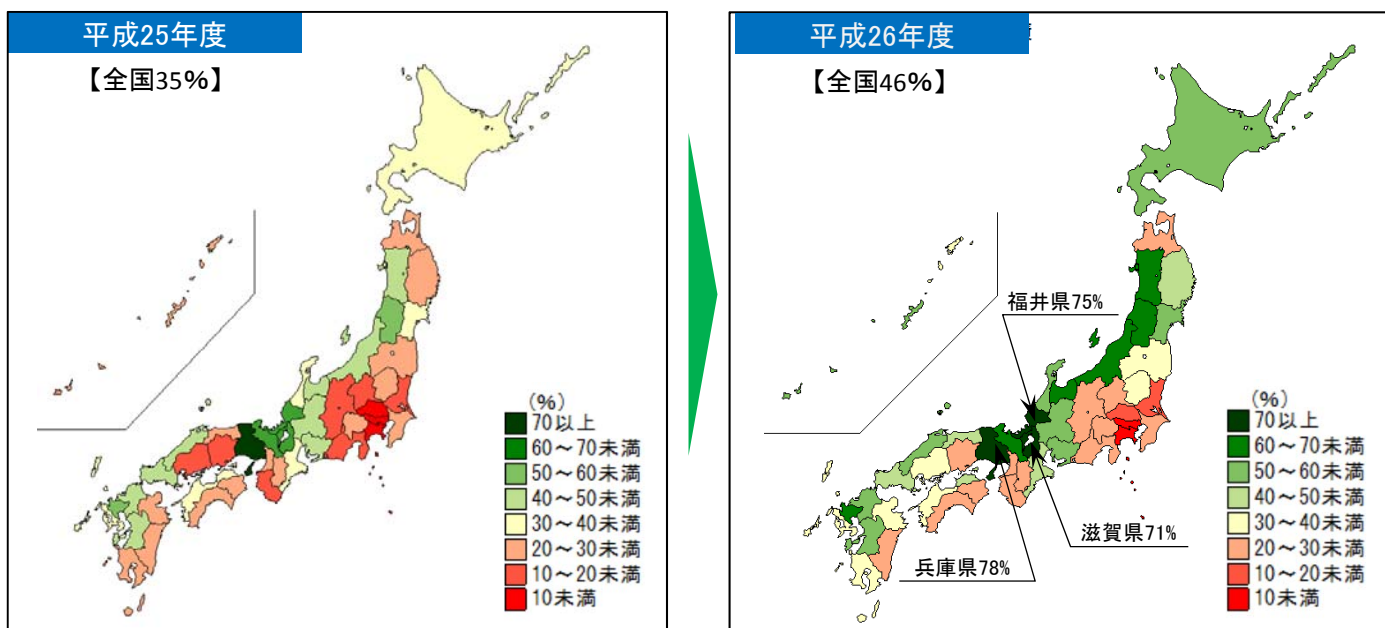 平成25年度
【全国35%】
(%)
70以上
60～70未満
50～60未満
40～50未満
30～40未満
20～30未満
10～20未満
10未満
平成26年度
【全国46%】
福井県75%
滋賀県71%
兵庫県78%
(%)
70以上
60～70未満
50～60未満
40～50未満
30～40未満
20～30未満
10～20未満
10未満